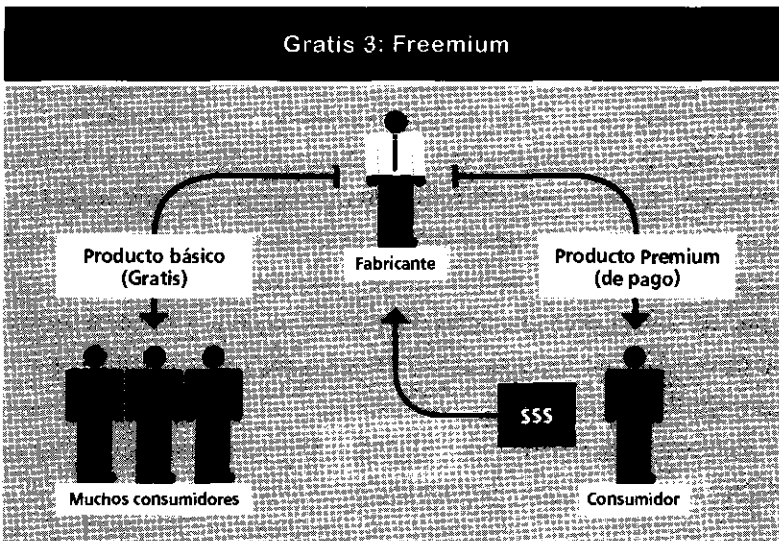 Gratis 3: Freemium
Fabricante
Producto básico
(Gratis)
Producto Premium
(de pago)
$$$
Muchos consumidores
Consumidor